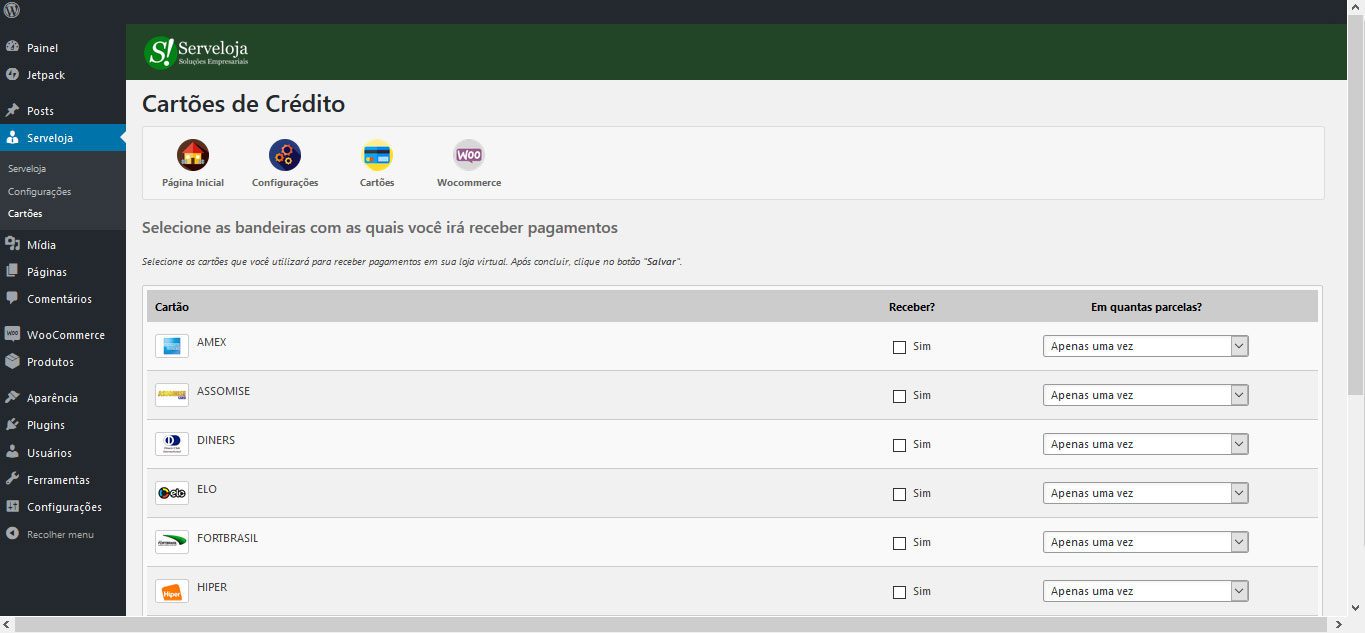 Painel
Jetpack
Posts
Serveloja
Serveloja
Configurações
Cartões
Mídia
Páginas
Comentários
WooCommerce
Produtos
Aparência
Plugins
Usuários
Ferramentas
Configurações
Recolher menu
S! Serveloja
Soluções Empresariais
Cartões de Crédito
WOO
Página Inicial Configurações Cartões Wocommerce
Selecione as bandeiras com as quais você irá receber pagamentos
Selecione os cartões que você utilizará para receber pagamentos em sua loja virtual. Após concluir, clique no botão "Salvar".
Cartão Receber? Em quantas parcelas?
AMEX Sim Apenas uma vez
ASSOMISE Sim Apenas uma vez
DINERS Sim Apenas uma vez
elo ELO Sim Apenas uma vez
FORTBRASIL Sim Apenas uma vez
Hiper HIPER Sim Apenas uma vez